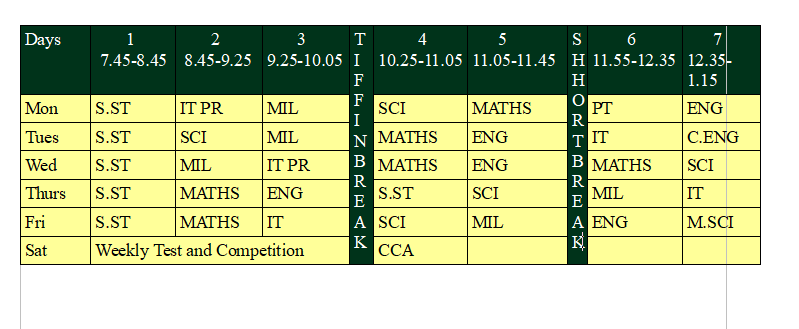 Days 1 2 3 4 5 6 7
7.45-8.45 8.45-9.25 9.25-10.05 10.25-11.05 11.05-11.45 11.55-12.35 12.35-
1.15
TIFFIN BREAK
SHHORT BREAK
Mon S.ST IT PR MIL SCI MATHS PT ENG
Tues S.ST SCI MIL MATHS ENG IT C.ENG
Wed S.ST MIL IT PR MATHS ENG MATHS SCI
Thurs S.ST MATHS ENG S.ST SCI MIL IT
Fri S.ST MATHS IT SCI MIL ENG M.SCI
Sat Weekly Test and Competition CCA